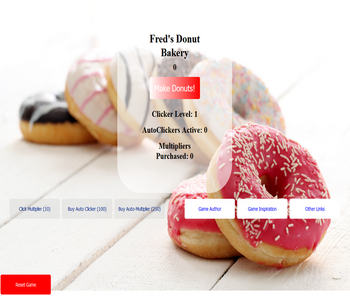 Fred's Donut
Bakery
0
Make Donuts!
Clicker Level: 1
AutoClickers Active: 0
Multipliers
Purchased: 0
Click Multiplier (10)
Buy Auto Clicker (100)
Buy Auto-Multiplier (250)
Game Author
Game Inspiration
Other Links
Reset Game